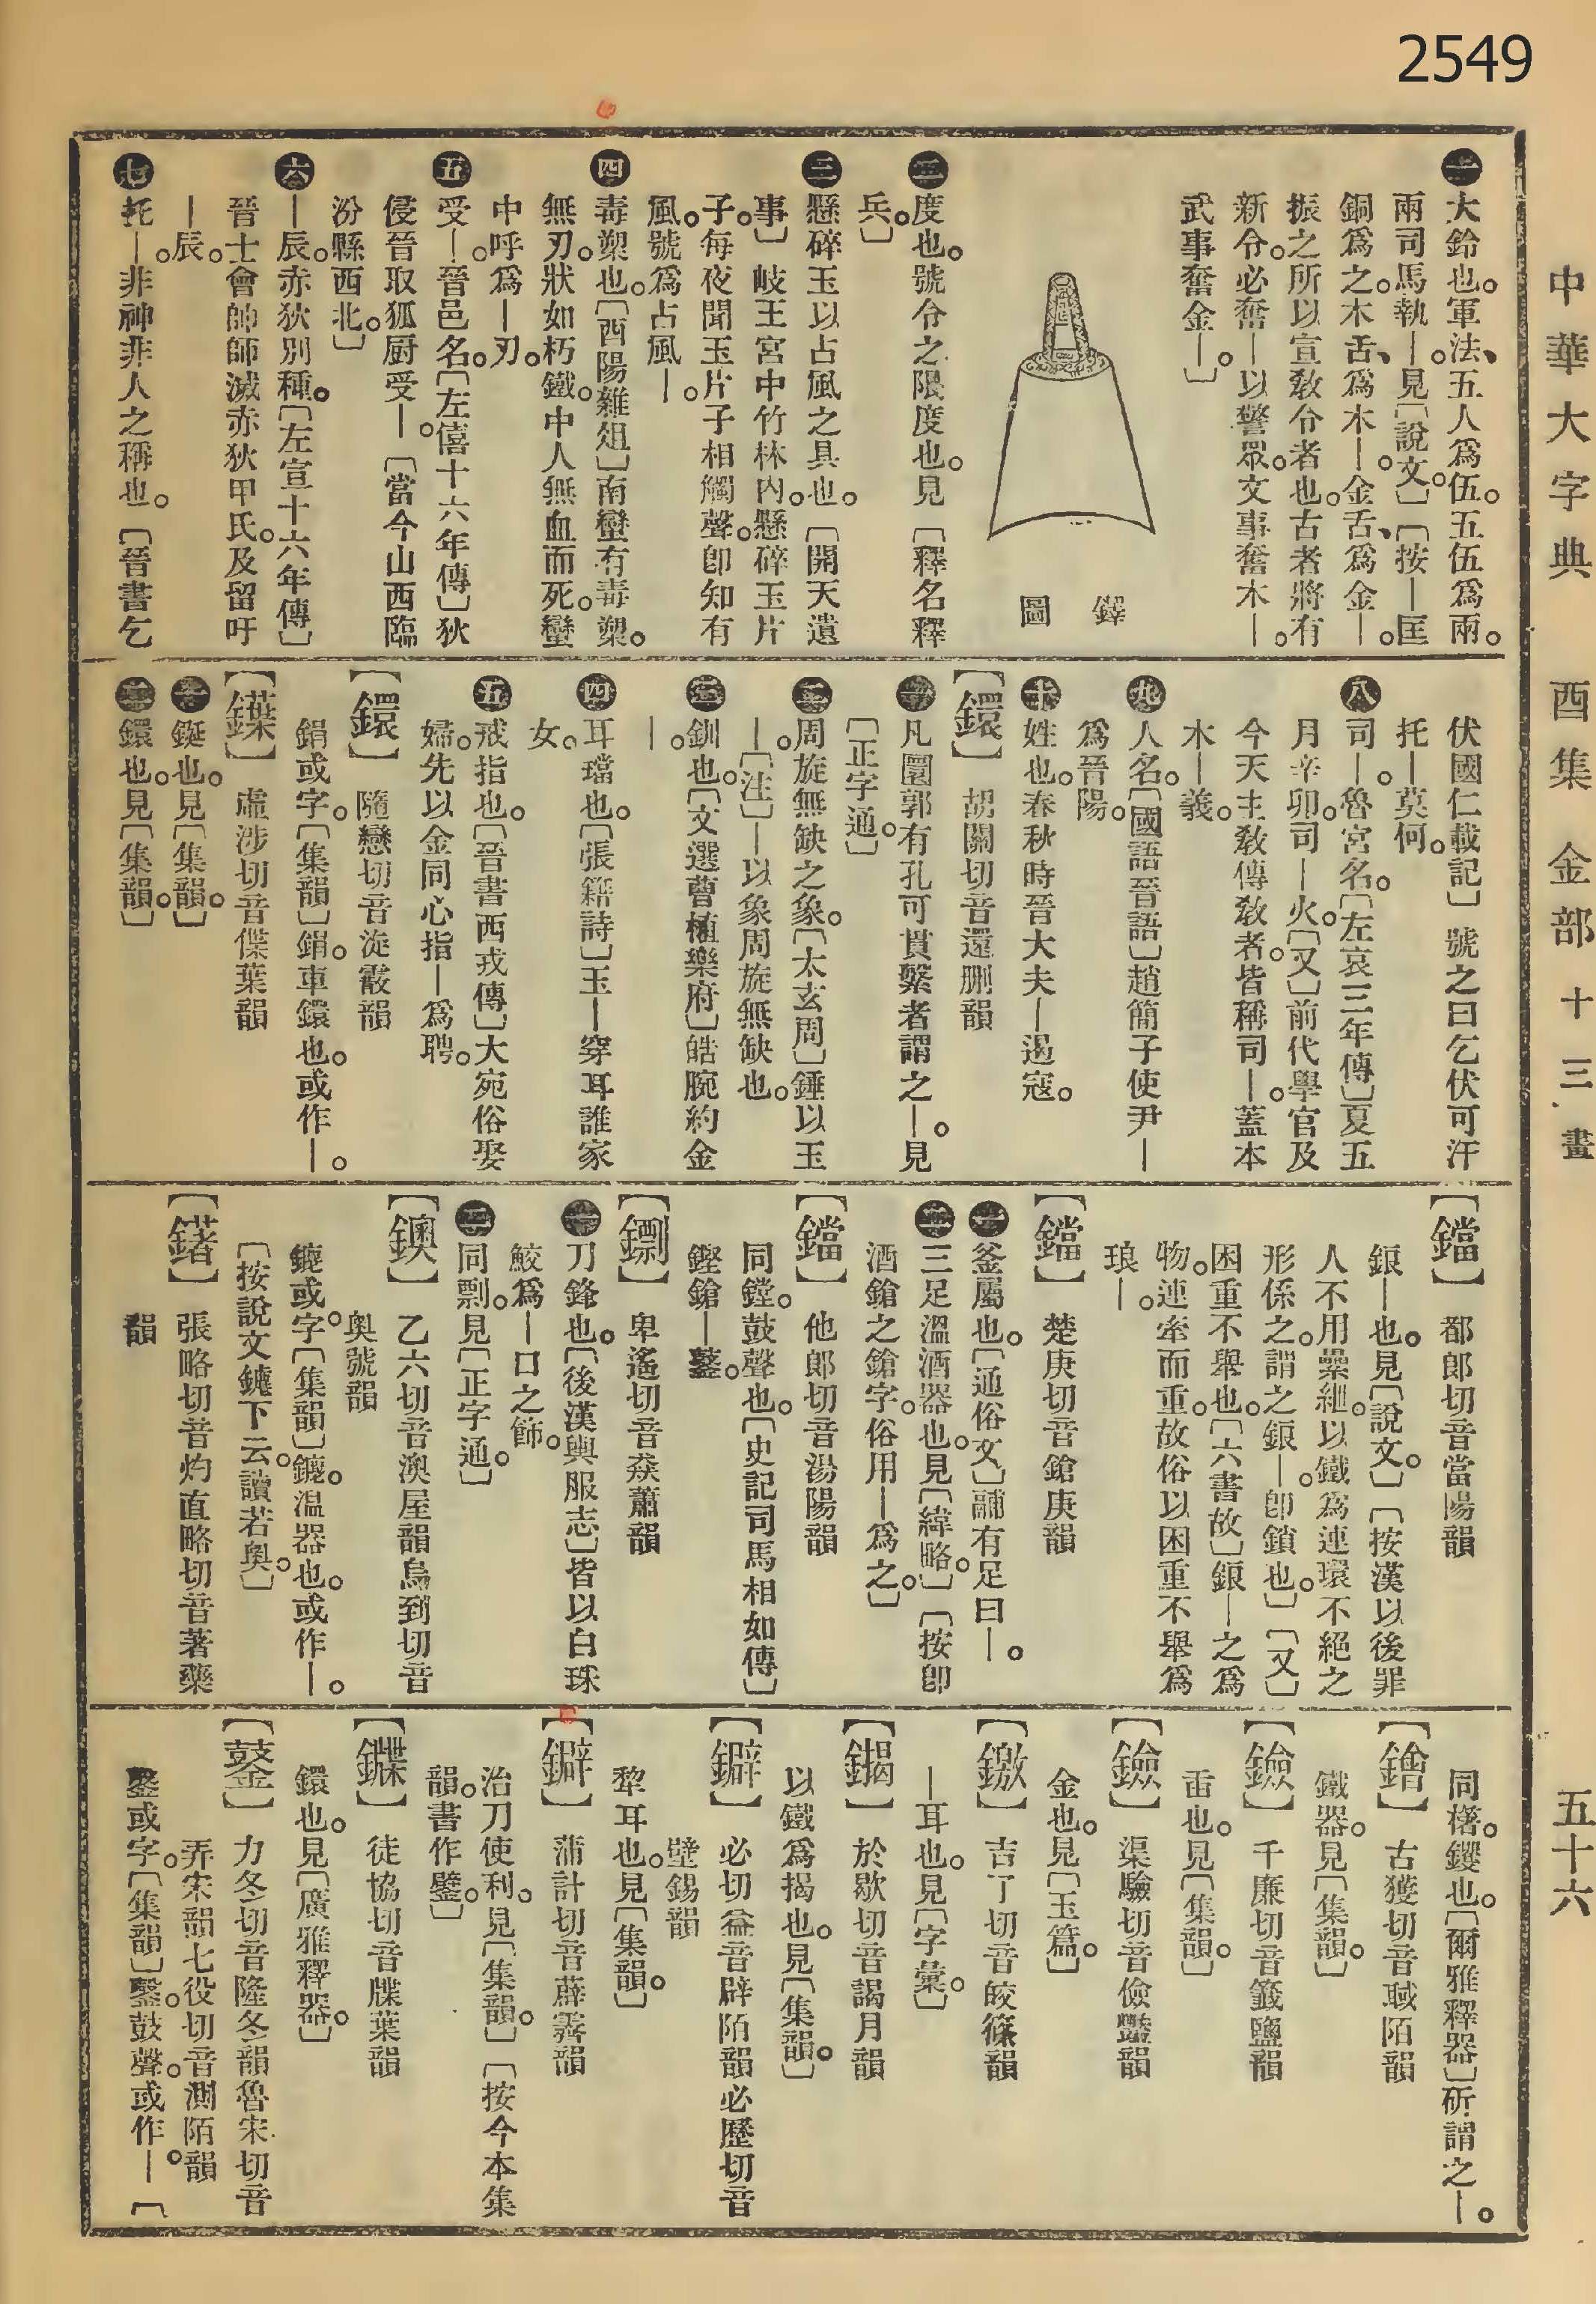 2549
中華大字典 酉集 金部 十三畫 五十六
㊀大鈴也。軍法、五人爲伍。五伍爲兩。
兩司馬執—。見〔說文〕。〔按—匡
銅爲之。木舌、爲木—。金舌、爲金—。
振之所以宣敎令者也。古者將有
新令。必奮—以警眾。文事奮木—。
武事奮金—。〕
鐸圖
㊁度也。號令之限度也。見〔釋名釋
兵〕。
㊂懸碎玉以占風之具也。〔開天遺
事〕岐王宮中竹林內。懸碎玉片
子。每夜聞玉片子相觸聲。卽知有
風。號爲占風—。
㊃毒槊也。〔酉陽雜俎〕南蠻有毒槊。
無刃。狀如朽鐵。中人無血而死。蠻
中呼爲—刃。
㊄受—。晉邑名。〔左僖十六年傳〕狄
侵晉取狐厨受—。〔當今山西臨
汾縣西北。〕
㊅—辰。赤狄別種。〔左宣十六年傳〕
晉士會帥師滅赤狄甲氏。及留吁
—辰。
㊆托—。非神非人之稱也。〔晉書乞
伏國仁載記〕號之曰乞伏可汗
托—莫何。
㊇司—。魯宮名。〔左哀三年傳〕夏五
月辛卯。司—火。〔又〕前代學官及
今天主敎傳敎者。皆稱司—。蓋本
木—義。
㊈人名。〔國語晉語〕趙簡子使尹—
爲晉陽。
㊉姓也。春秋時晉大夫—遏寇。
【鐶】胡關切音還刪韻
㊀凡圜郭有孔可貫繫者謂之—。見
〔正字通〕。
㊁周旋無缺之象。〔太玄周〕錘以玉
—。〔注〕—以象周旋無缺也。
㊂釧也。〔文選曹植樂府〕皓腕約金
—。
㊃耳璫也。〔張籍詩〕玉—穿耳誰家
女。
㊄戒指也。〔晉書西戎傳〕大宛俗娶
婦。先以金同心指—爲聘。
【鐶】隨戀切音漩霰韻
鋗或字。〔集韻〕鋗。車鐶也。或作—。
【鐷】虛涉切音偞葉韻
㊀鋋也。見〔集韻〕。
㊁鐶也。見〔集韻〕。
【鐺】都郎切音當陽韻
鋃—也。見〔說文〕。〔按漢以後罪
人不用纍紲。以鐵爲連環不絕之
形係之。謂之鋃—。卽鎖也。〕〔又〕
困重不舉也。〔六書故〕鋃—之爲
物。連牽而重。故俗以困重不舉爲
琅—。
【鐺】楚庚切音鎗庚韻
㊀釜屬也。〔通俗文〕鬴有足曰—。
㊁三足溫酒器也。見〔緯略〕。〔按卽
酒鎗之鎗字。俗用—爲之。〕
【鐺】他郞切音湯陽韻
同鏜。鼓聲也。〔史記司馬相如傳〕
鏗鎗—鼞。
【鏢】卑遙切音猋蕭韻
㊀刀鋒也。〔後漢輿服志〕皆以白珠
鮫爲—口之飾。
㊁同剽。見〔正字通〕。
【鐭】乙六切音澳屋韻烏到切音
奧號韻
鑣或字。〔集韻〕鑣。温器也。或作—。
〔按說文鑣下云。讀若奧。〕
【鐯】張略切音灼直略切音著藥
韻
同櫡。钁也。〔爾雅釋器〕斫謂之—。
【鐕】古獲切音聝陌韻
鐵器。見〔集韻〕。
【鐱】千廉切音籤鹽韻
臿也。見〔集韻〕。
【鐱】渠驗切音儉豔韻
金也。見〔玉篇〕。
【鐓】吉了切音皎篠韻
—耳也。見〔字彙〕。
【鐊】於歇切音謁月韻
以鐵爲揭也。見〔集韻〕。
【鐴】必切益音辟陌韻必歷切音
壁錫韻
犂耳也。見〔集韻〕。
【鐴】蒲計切音薜霽韻
治刀使利。見〔集韻〕。〔按今本集
韻。書作鐾。〕
【鏶】徒協切音牒葉韻
鐶也。見〔廣雅釋器〕。
【鼕】力冬切音隆冬韻魯宋切音
弄宋韻七役切音測陌韻
鑋或字。〔集韻〕鑋。鼓聲。或作—。〔